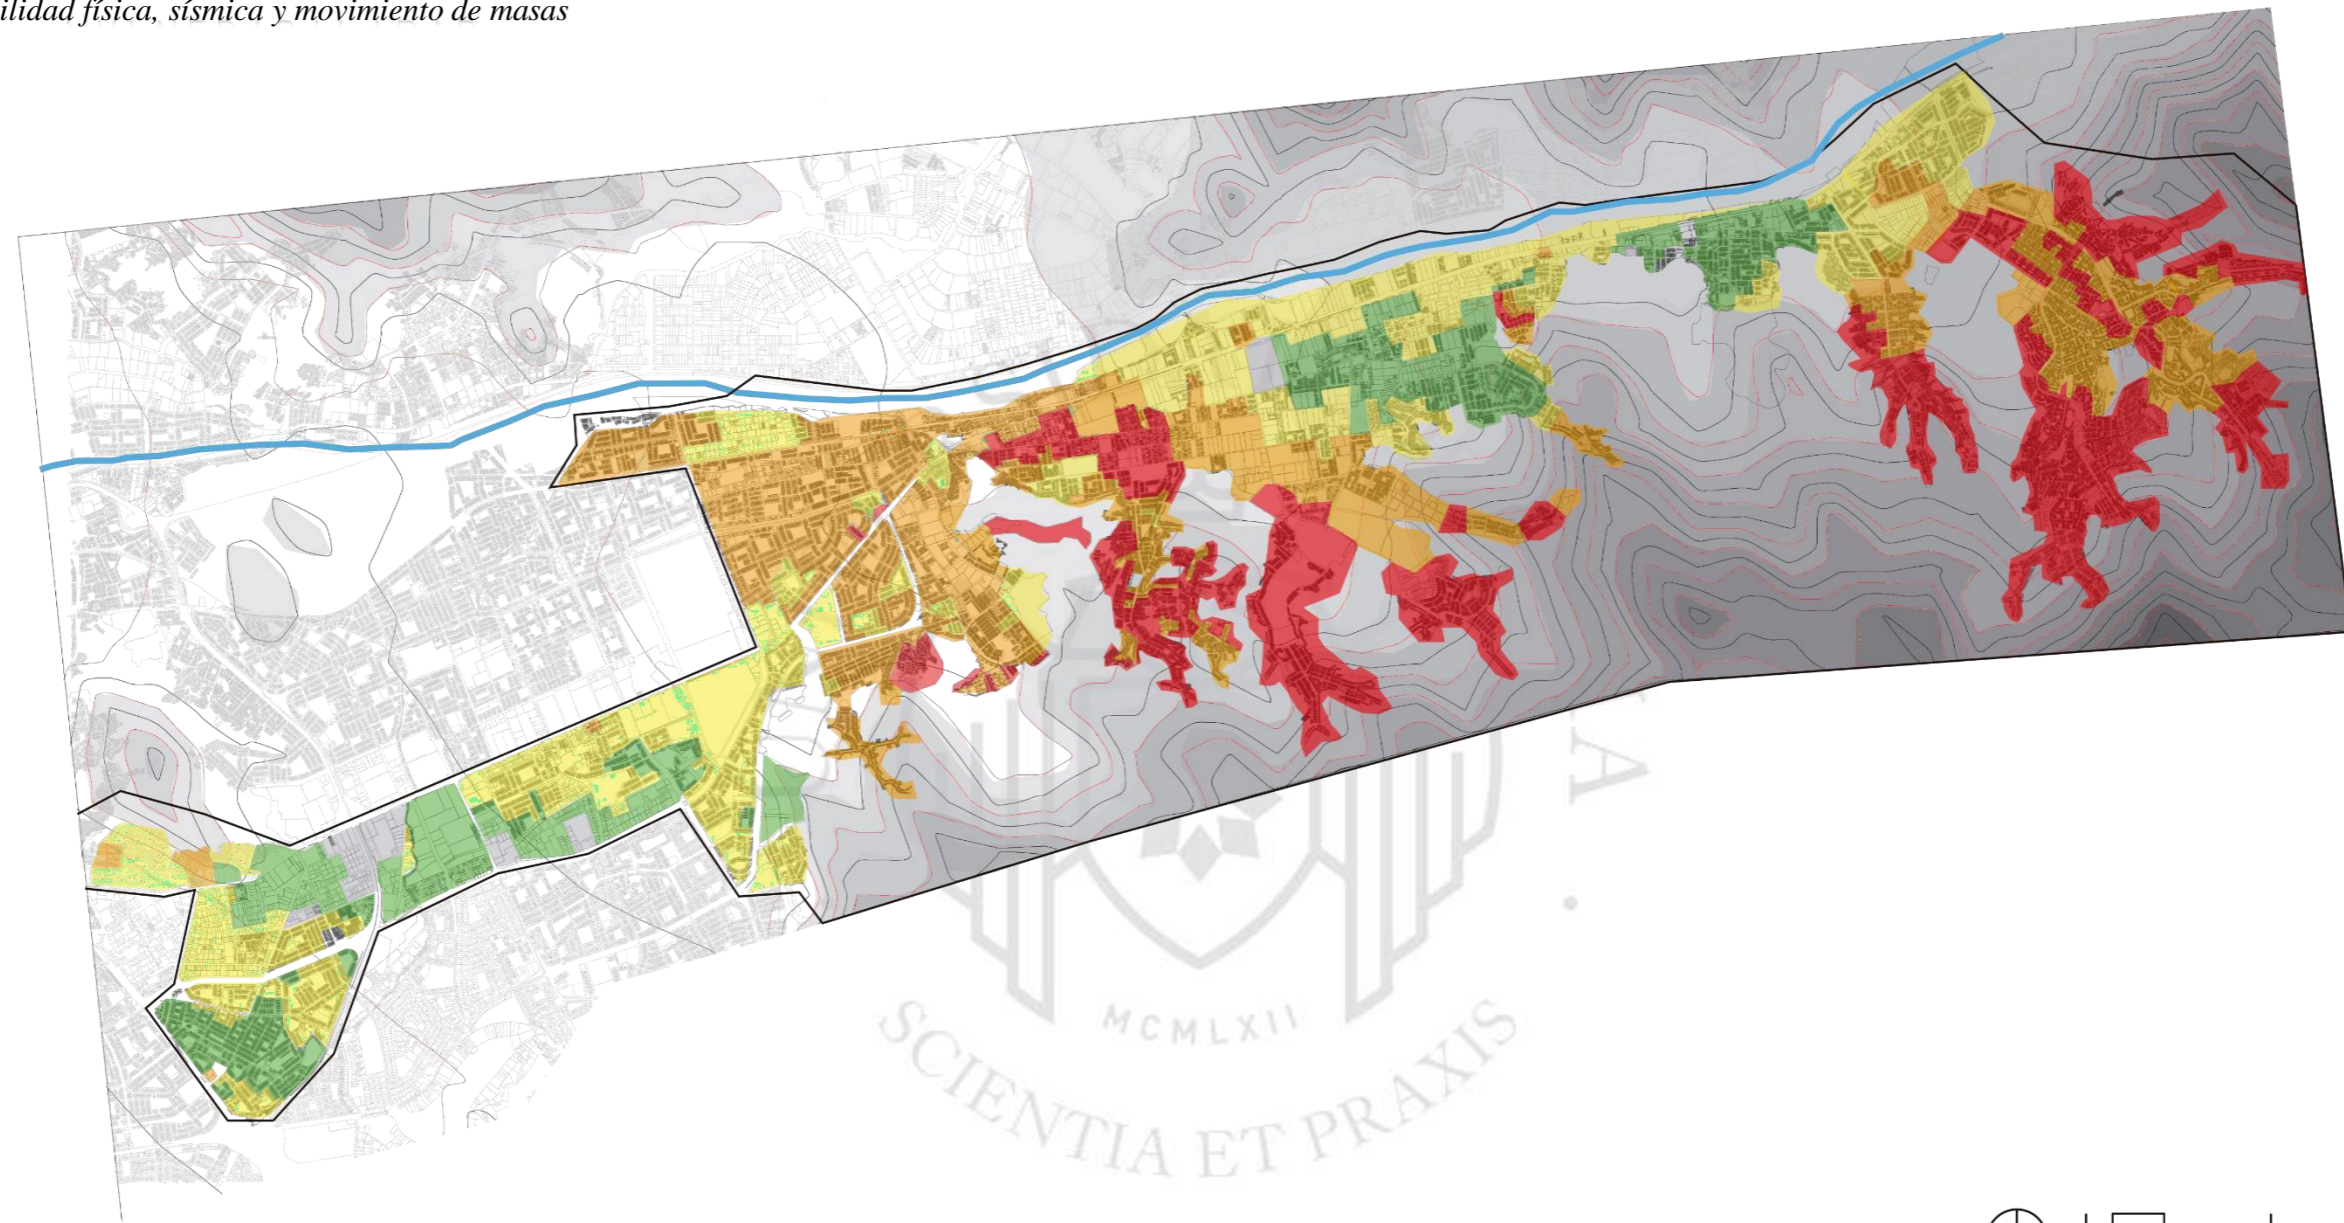 ilidad física, sísmica y movimiento de masas
MCMLXII
SCIENTIA ET PRAXIS